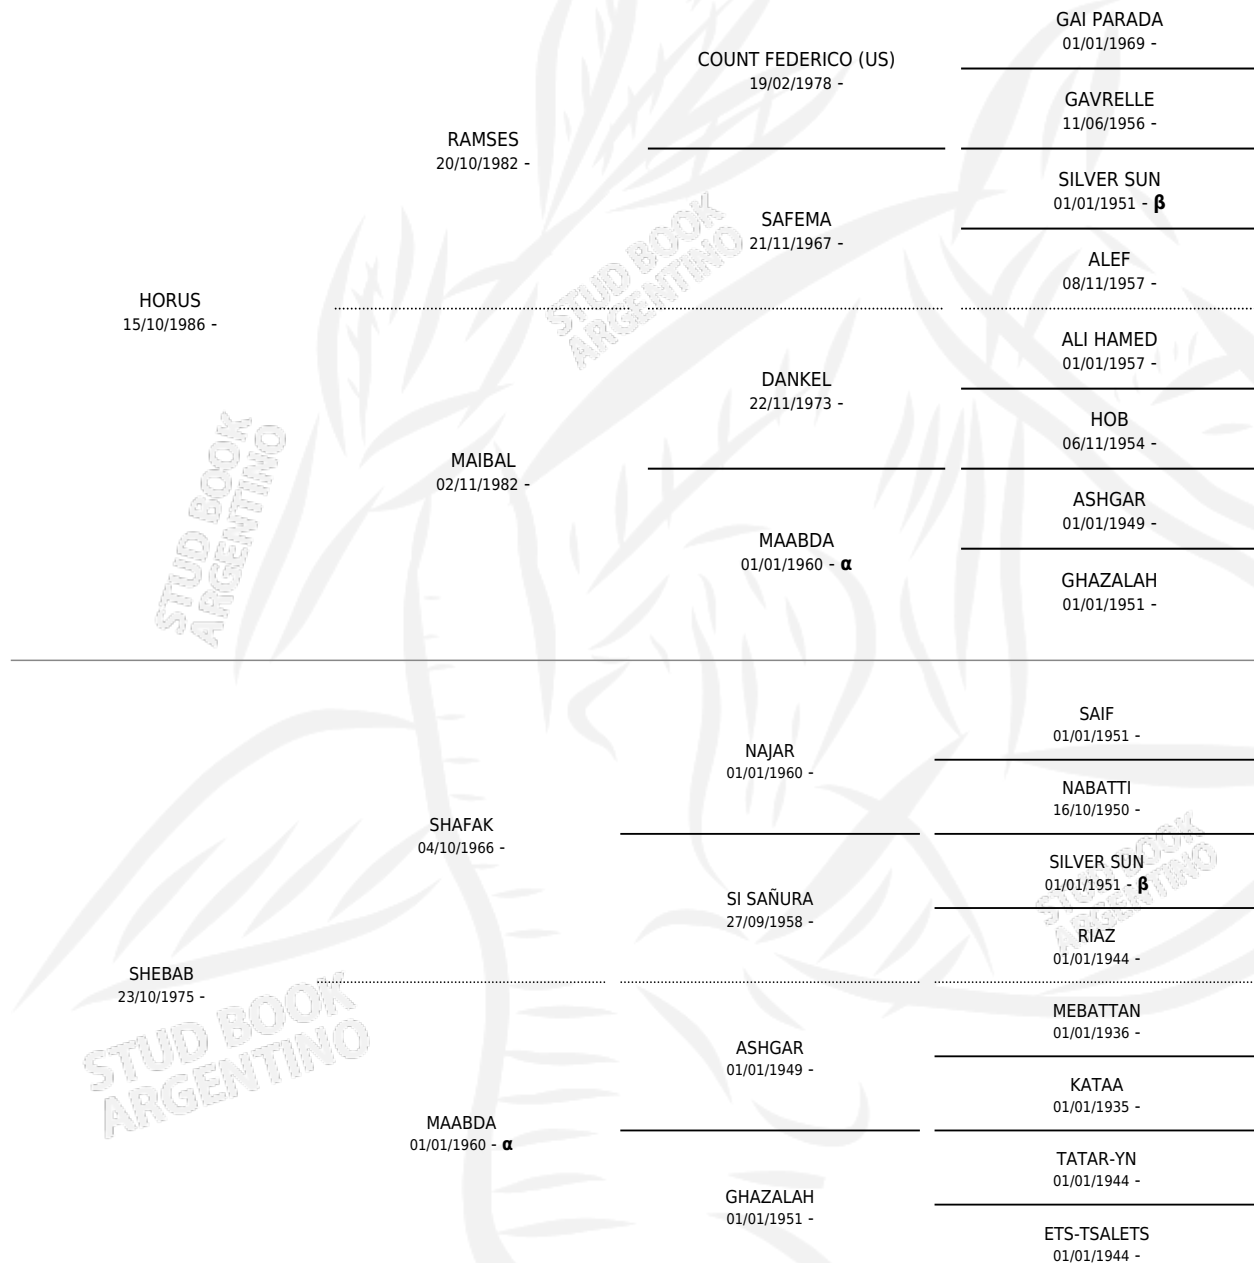 GAI PARADA
01/01/1969 -
COUNT FEDERICO (US)
19/02/1978 -
GAVRELLE
11/06/1956 -
RAMSES
20/10/1982 -
SILVER SUN
01/01/1951 - β
SAFEMA
21/11/1967 -
ALEF
08/11/1957 -
HORUS
15/10/1986 -
ALI HAMED
01/01/1957 -
DANKEL
22/11/1973 -
HOB
06/11/1954 -
MAIBAL
02/11/1982 -
ASHGAR
01/01/1949 -
MAABDA
01/01/1960 - α
GHAZALAH
01/01/1951 -
SAIF
01/01/1951 -
NAJAR
01/01/1960 -
NABATTI
16/10/1950 -
SHAFAK
04/10/1966 -
SILVER SUN
01/01/1951 - β
SI SAÑURA
27/09/1958 -
RIAZ
01/01/1944 -
SHEBAB
23/10/1975 -
MEBATTAN
01/01/1936 -
ASHGAR
01/01/1949 -
KATAA
01/01/1935 -
MAABDA
01/01/1960 - α
TATAR-YN
01/01/1944 -
GHAZALAH
01/01/1951 -
ETS-TSALETS
01/01/1944 -
STUD BOOK
ARGENTINO
STUD BOOK
ARGENTINO
STUD BOOK
ARGENTINO
STUD BOOK
ARGENTINO